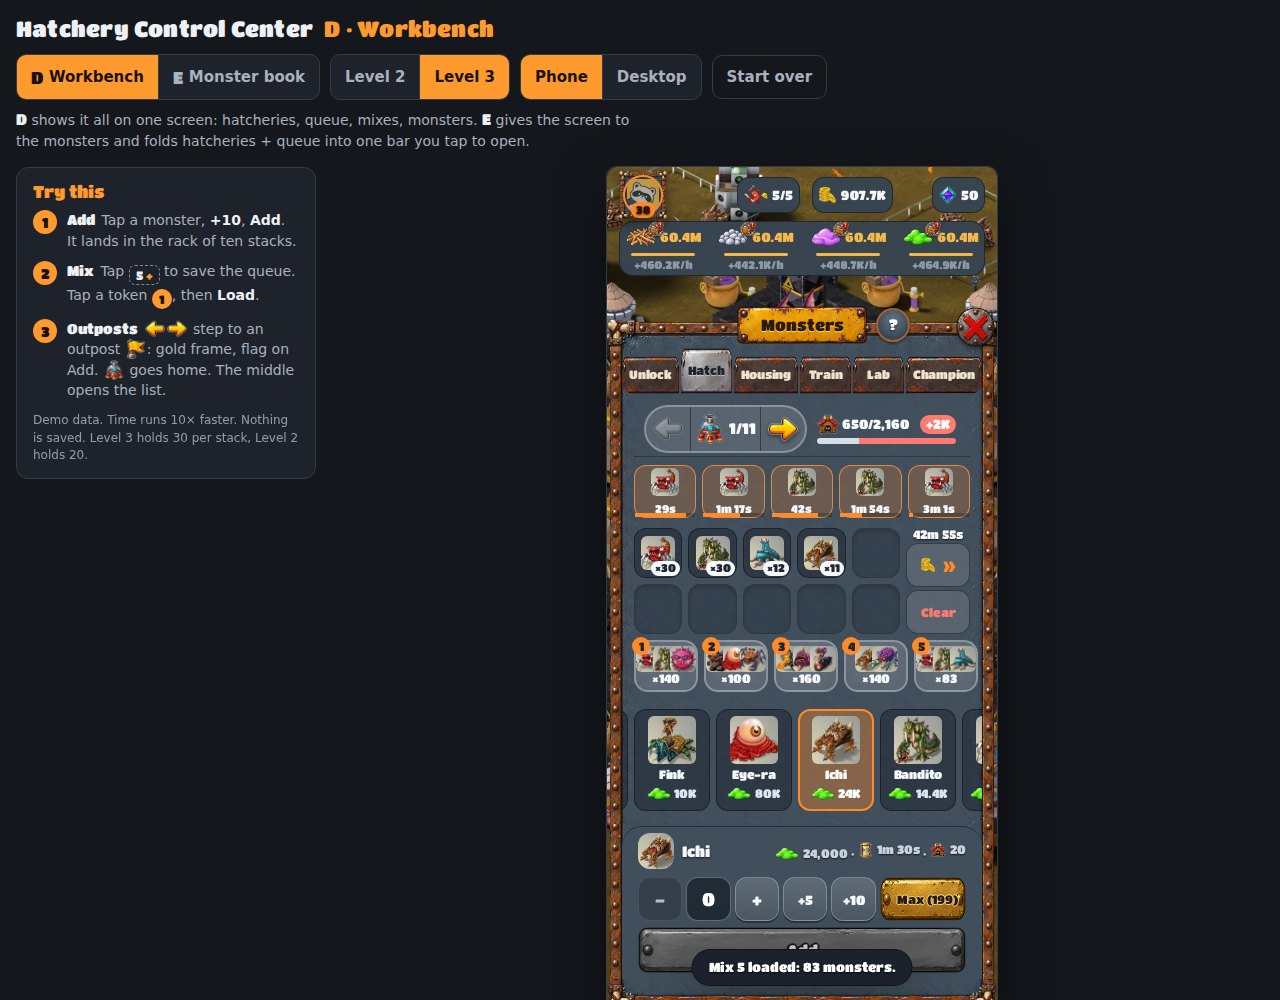 Hatchery Control Center D · Workbench
D Workbench E Monster book Level 2 Level 3 Phone Desktop Start over
D shows it all on one screen: hatcheries, queue, mixes, monsters. E gives the screen to
the monsters and folds hatcheries + queue into one bar you tap to open.
Try this
1 Add Tap a monster, +10, Add.
It lands in the rack of ten stacks.
2 Mix Tap 5+ to save the queue.
Tap a token 1, then Load.
3 Outposts step to an
outpost : gold frame, flag on
Add. goes home. The middle
opens the list.
Demo data. Time runs 10× faster. Nothing
is saved. Level 3 holds 30 per stack, Level 2
holds 20.
30 5/5 907.7K 50
60.4M 60.4M 60.4M 60.4M
+460.2K/h +442.1K/h +448.7K/h +464.9K/h
Monsters ?
Unlock Hatch Housing Train Lab Champion
1/11 650/2,160 +2K
29s 1m 17s 42s 1m 54s 3m 1s
42m 55s
×30 ×30 ×12 ×11
Clear
1 2 3 4 5
×140 ×100 ×160 ×140 ×83
Fink Eye-ra Ichi Bandito
10K 80K 24K 14.4K
Ichi 24,000 · 1m 30s · 20
− 0 + +5 +10 Max (199)
Add
Mix 5 loaded: 83 monsters.